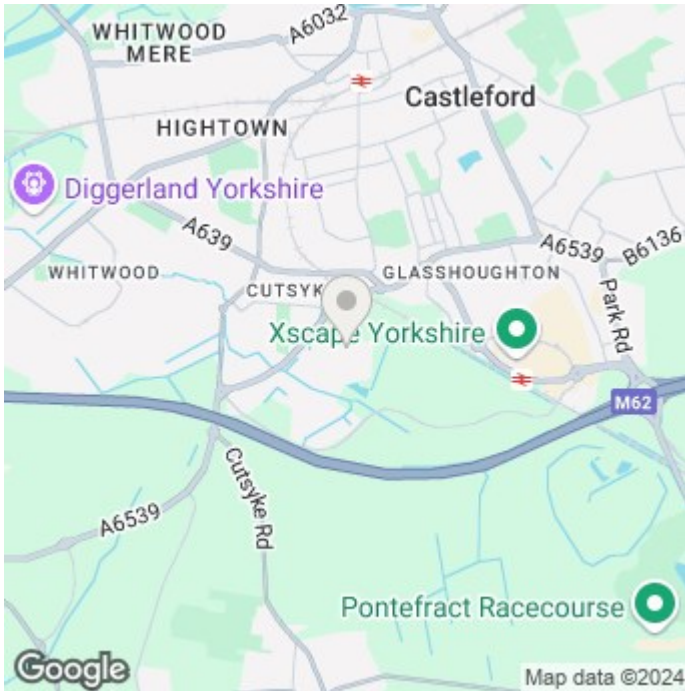 WHITWOOD
MERE
A6032
Castleford
HIGHTOWN
Diggerland Yorkshire
A639
A6539
B6136
WHITWOOD
CUTSYK
GLASSHOUGHTON
Xscape Yorkshire
Park Rd
M62
Cutsyke Rd
A6539
Pontefract Racecourse
Google
Map data ©2024